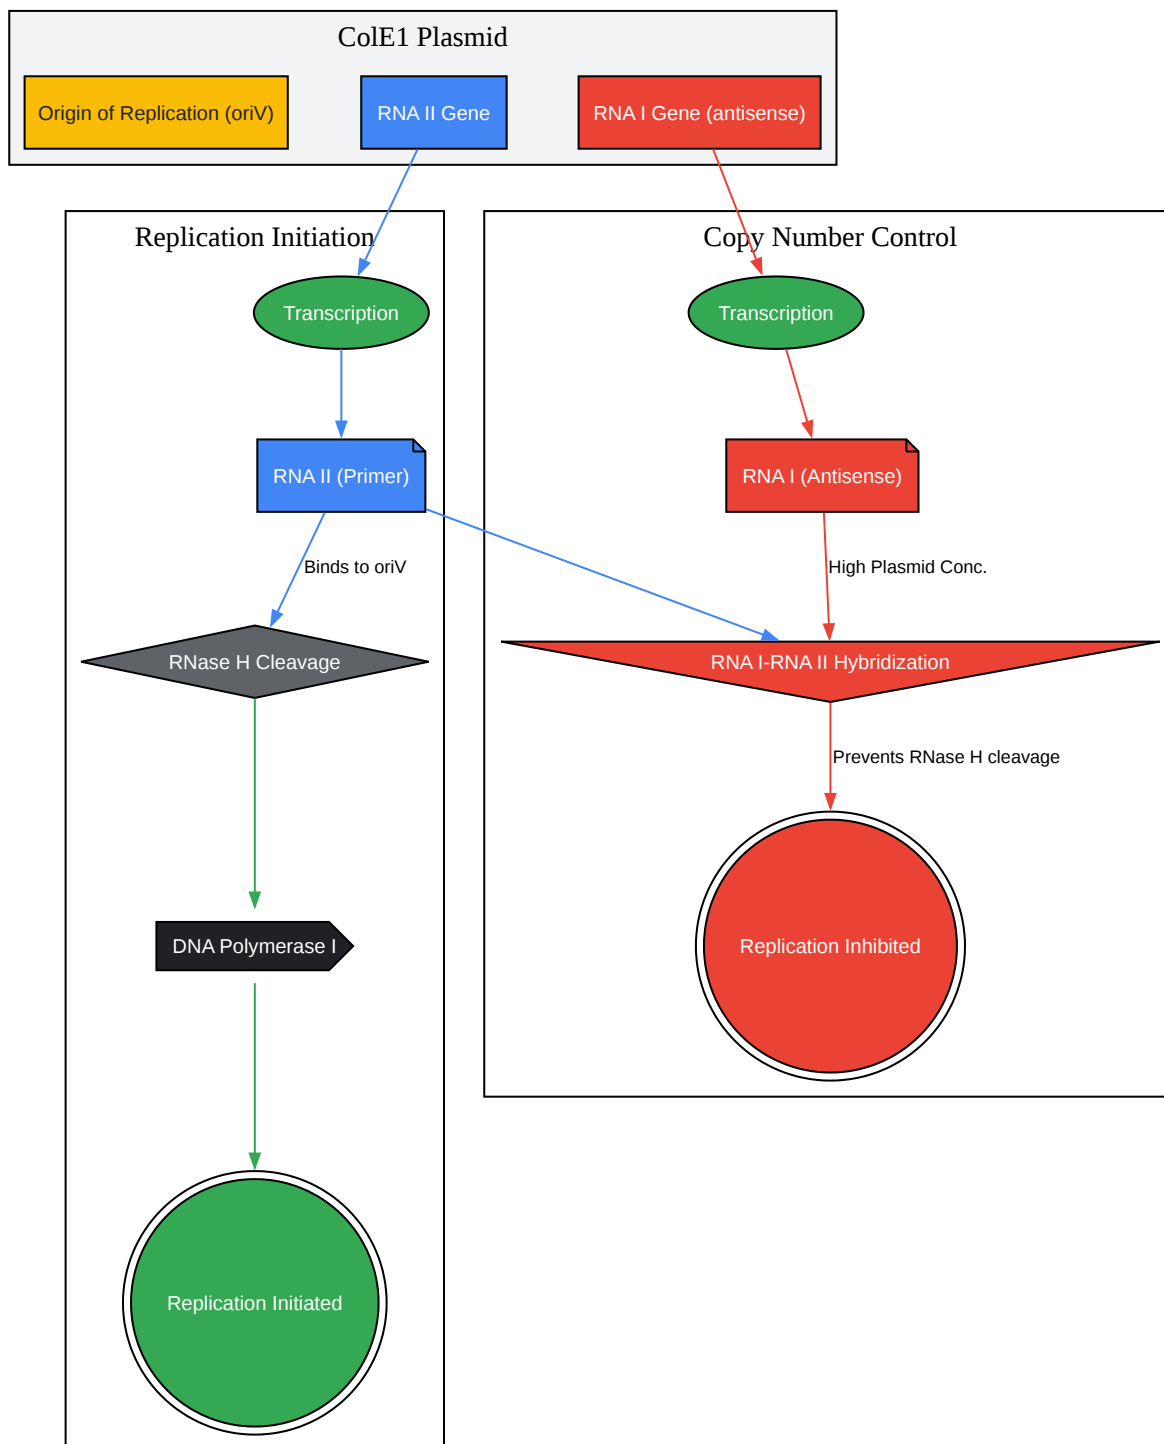 ColE1 Plasmid
Origin of Replication (oriV)
RNA II Gene
RNA I Gene (antisense)
Replication Initiation
Copy Number Control
Transcription
Transcription
RNA II (Primer)
RNA I (Antisense)
Binds to oriV
High Plasmid Conc.
RNase H Cleavage
RNA I-RNA II Hybridization
Prevents RNase H cleavage
DNA Polymerase I
Replication Inhibited
Replication Initiated